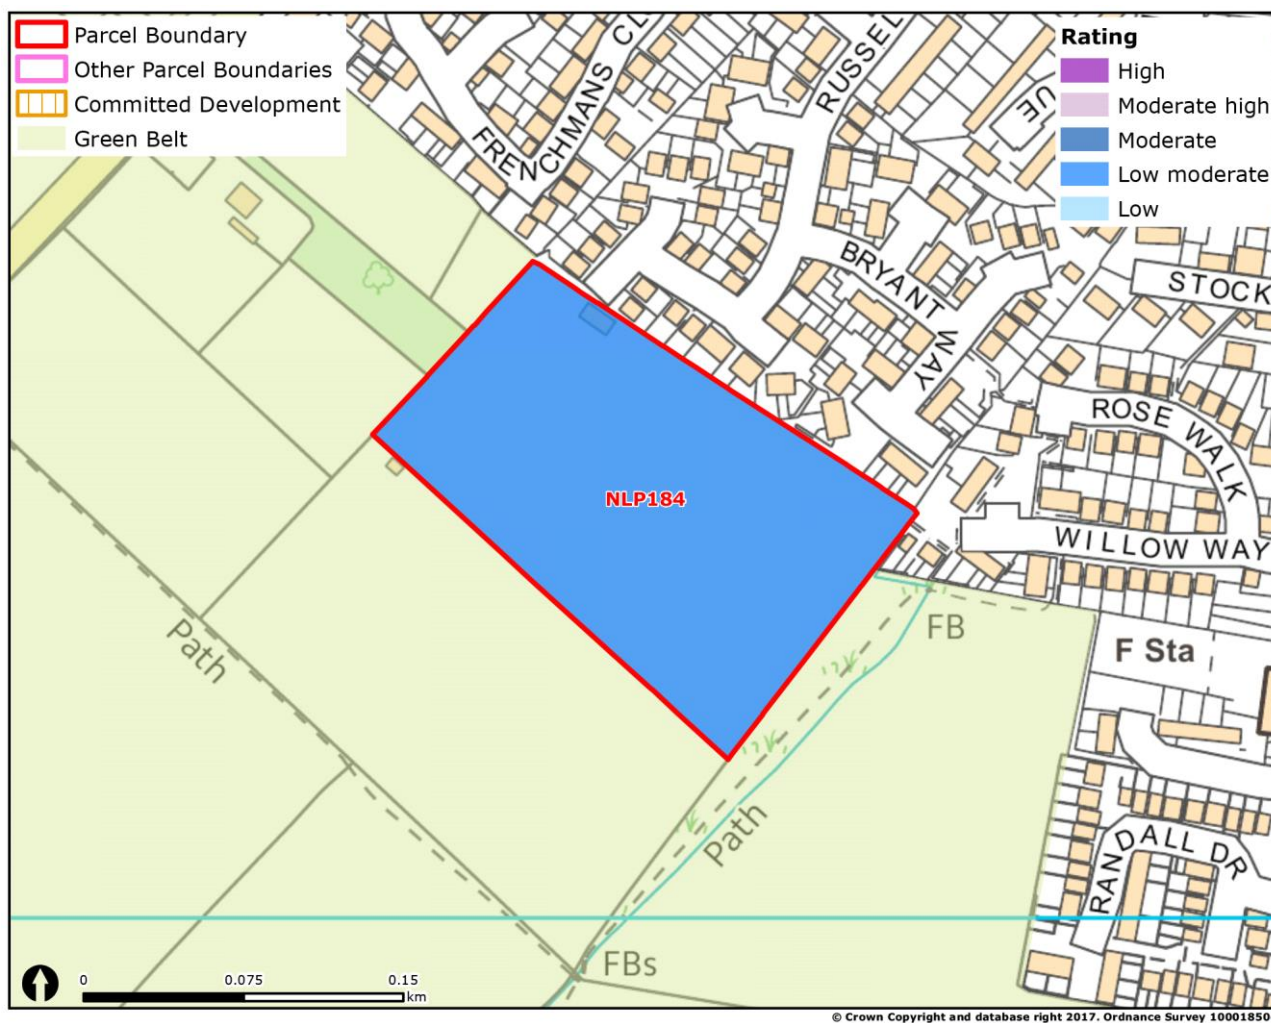 Parcel Boundary
Other Parcel Boundaries
Committed Development
Green Belt
Rating
High
Moderate high
Moderate
Low moderate
Low
FRENCHMANS CL
RUSSEL
UE
BRYANT WAY
STOCK
ROSE WALK
NLP184
WILLOW WAY
FB
F Sta
Path
Path
RANDALL DR
FBs
0 0.075 0.15
km
© Crown Copyright and database right 2017. Ordnance Survey 10001850